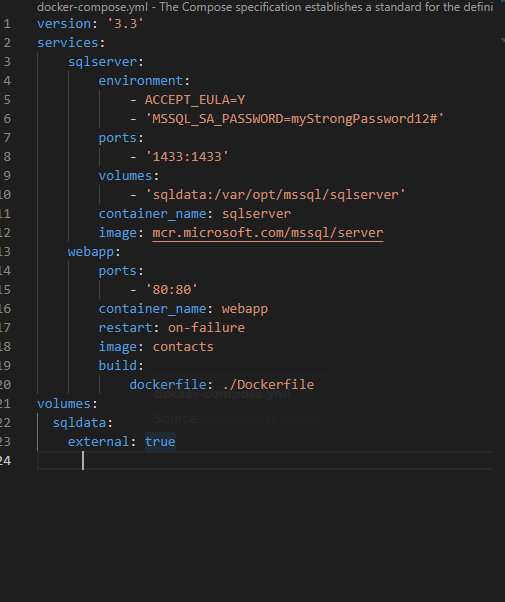 docker-compose.yml - The Compose specification establishes a standard for the defini
1 version: '3.3'
2 services:
3     sqlserver:
4         environment:
5             - ACCEPT_EULA=Y
6             - 'MSSQL_SA_PASSWORD=myStrongPassword12#'
7         ports:
8             - '1433:1433'
9         volumes:
10             - 'sqldata:/var/opt/mssql/sqlserver'
11         container_name: sqlserver
12         image: mcr.microsoft.com/mssql/server
13     webapp:
14         ports:
15             - '80:80'
16         container_name: webapp
17         restart: on-failure
18         image: contacts
19         build:
20             dockerfile: ./Dockerfile
docker-compose.yml
21 volumes:
22   sqldata:
23     external: true
24